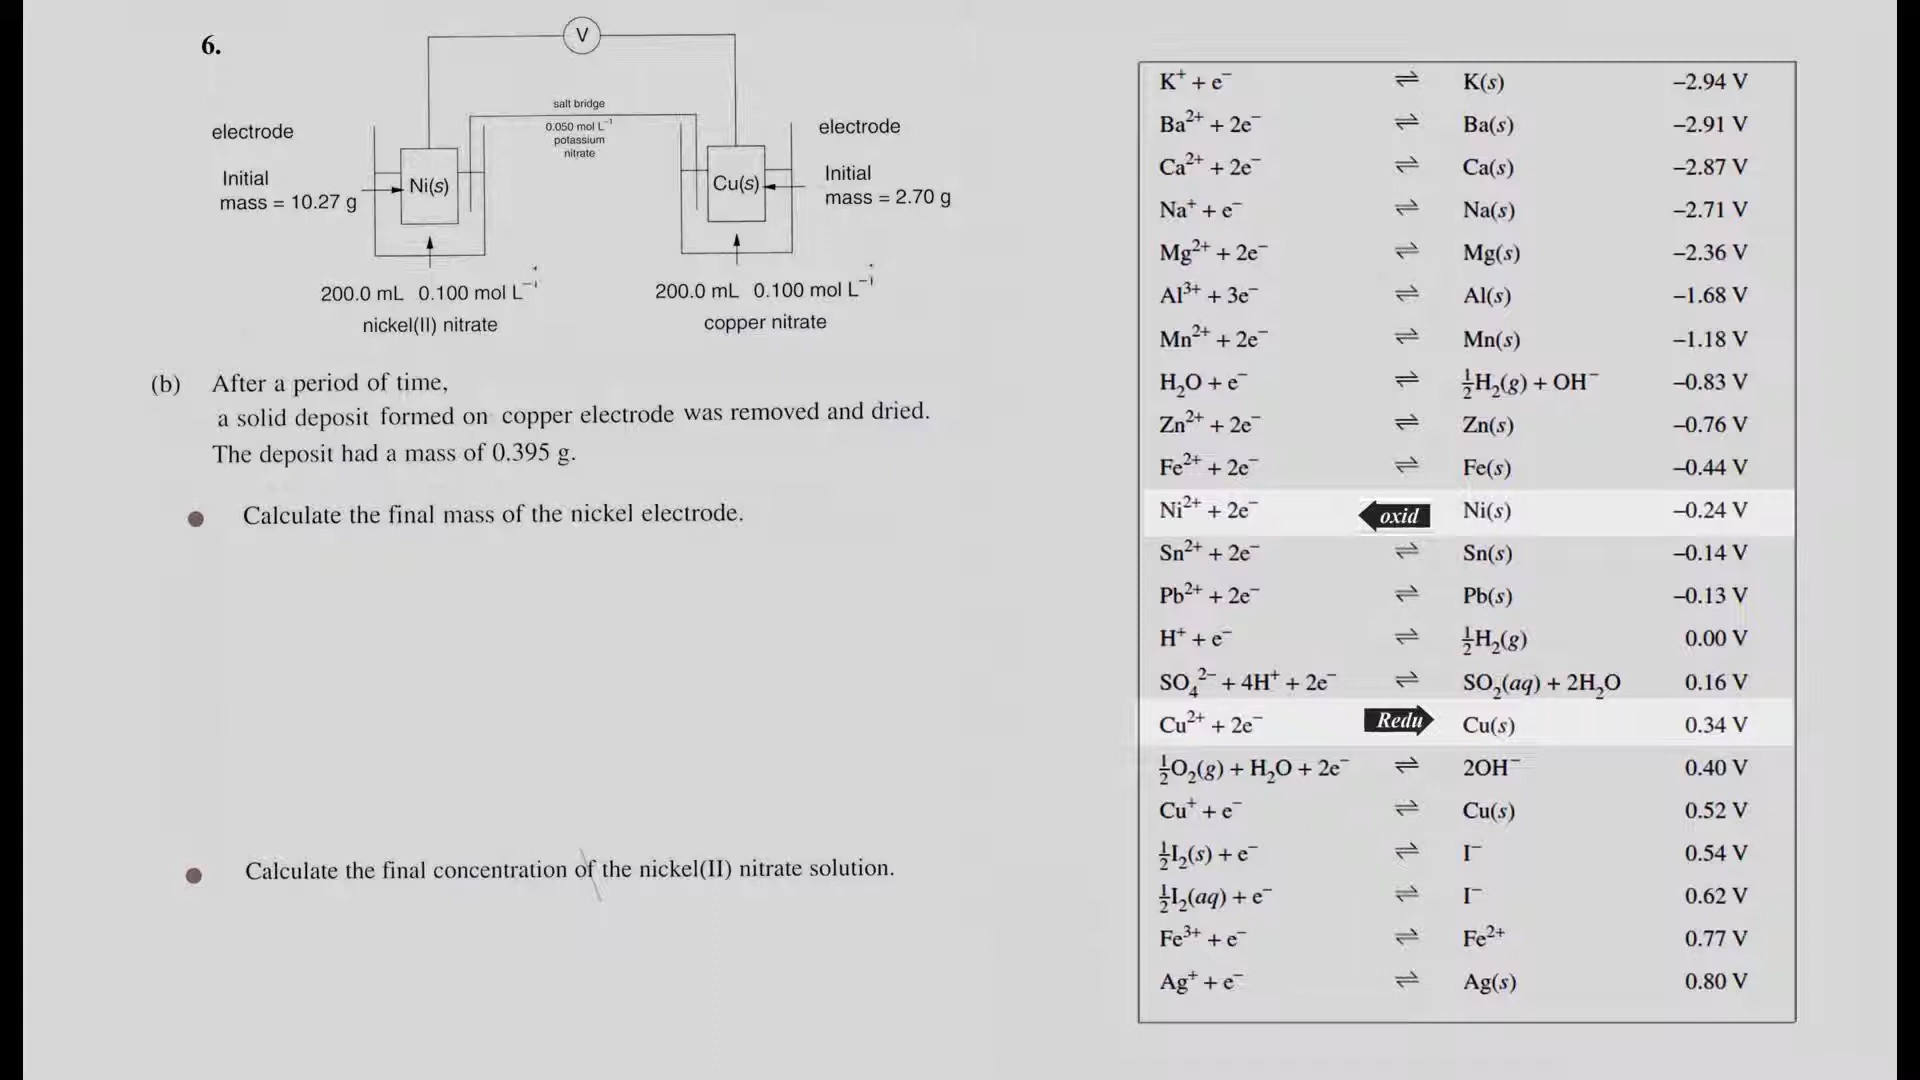 6.
V
salt bridge
0.050 mol L⁻¹
potassium
nitrate
electrode
Initial
mass = 10.27 g
Ni(s)
Cu(s)
electrode
Initial
mass = 2.70 g
200.0 mL 0.100 mol L⁻¹
nickel(II) nitrate
200.0 mL 0.100 mol L⁻¹
copper nitrate
(b) After a period of time,
a solid deposit formed on copper electrode was removed and dried.
The deposit had a mass of 0.395 g.
● Calculate the final mass of the nickel electrode.
● Calculate the final concentration of the nickel(II) nitrate solution.
K⁺ + e⁻ ⇌ K(s) −2.94 V
Ba²⁺ + 2e⁻ ⇌ Ba(s) −2.91 V
Ca²⁺ + 2e⁻ ⇌ Ca(s) −2.87 V
Na⁺ + e⁻ ⇌ Na(s) −2.71 V
Mg²⁺ + 2e⁻ ⇌ Mg(s) −2.36 V
Al³⁺ + 3e⁻ ⇌ Al(s) −1.68 V
Mn²⁺ + 2e⁻ ⇌ Mn(s) −1.18 V
H₂O + e⁻ ⇌ ½H₂(g) + OH⁻ −0.83 V
Zn²⁺ + 2e⁻ ⇌ Zn(s) −0.76 V
Fe²⁺ + 2e⁻ ⇌ Fe(s) −0.44 V
Ni²⁺ + 2e⁻ oxid Ni(s) −0.24 V
Sn²⁺ + 2e⁻ ⇌ Sn(s) −0.14 V
Pb²⁺ + 2e⁻ ⇌ Pb(s) −0.13 V
H⁺ + e⁻ ⇌ ½H₂(g) 0.00 V
SO₄²⁻ + 4H⁺ + 2e⁻ ⇌ SO₂(aq) + 2H₂O 0.16 V
Cu²⁺ + 2e⁻ Redu Cu(s) 0.34 V
½O₂(g) + H₂O + 2e⁻ ⇌ 2OH⁻ 0.40 V
Cu⁺ + e⁻ ⇌ Cu(s) 0.52 V
½I₂(s) + e⁻ ⇌ I⁻ 0.54 V
½I₂(aq) + e⁻ ⇌ I⁻ 0.62 V
Fe³⁺ + e⁻ ⇌ Fe²⁺ 0.77 V
Ag⁺ + e⁻ ⇌ Ag(s) 0.80 V